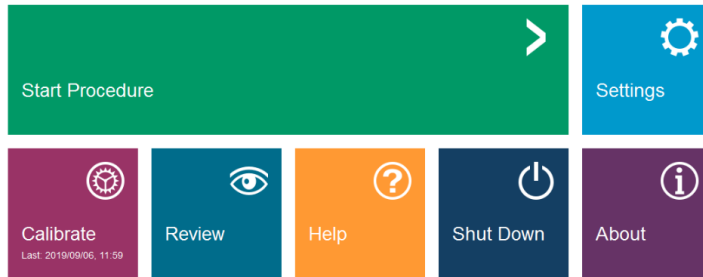 Start Procedure
Settings
Calibrate
Last: 2019/09/06, 11:59
Review
Help
Shut Down
About